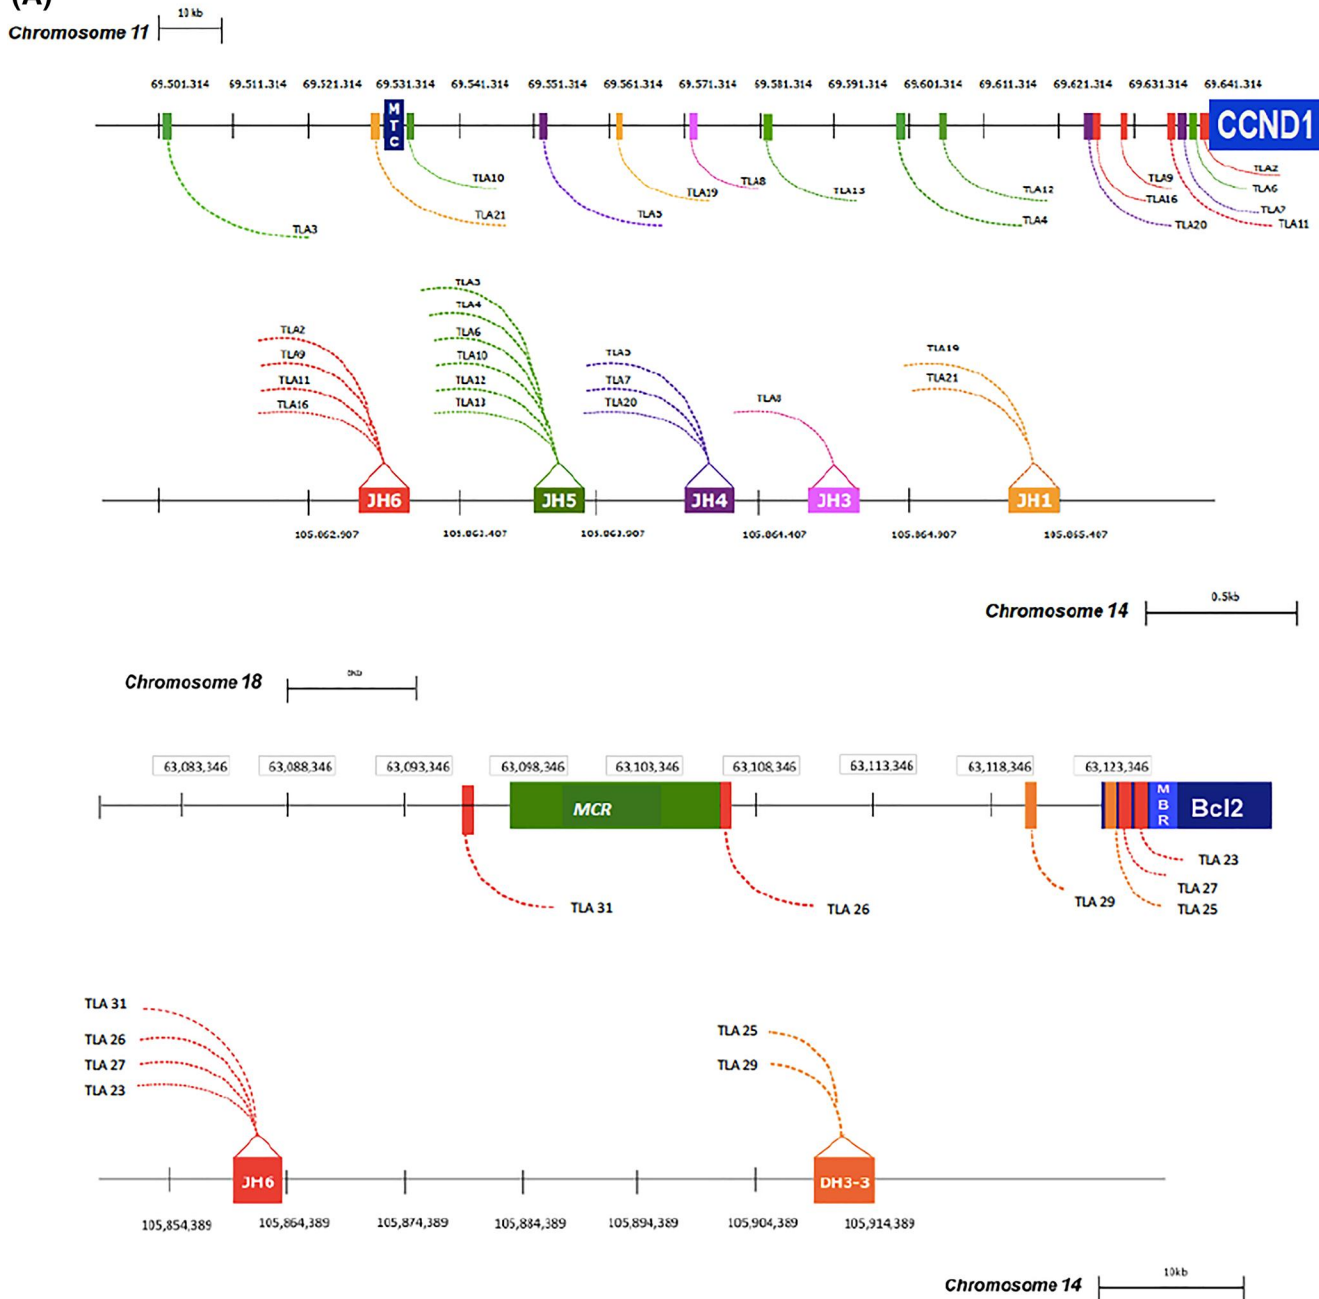 (A)
10 kb
Chromosome 11
69.501.314 69.511.314 69.521.314 69.531.314 69.541.314 69.551.314 69.561.314 69.571.314 69.581.314 69.591.314 69.601.314 69.611.314 69.621.314 69.631.314 69.641.314
MTC
CCND1
TLA3 TLA21 TLA10 TLA5 TLA19 TLA8 TLA13 TLA4 TLA12 TLA20 TLA16 TLA9 TLA2 TLA6 TLA7 TLA11
TLA2
TLA9
TLA11
TLA16
TLA3
TLA4
TLA6
TLA10
TLA12
TLA13
TLA5
TLA7
TLA20
TLA8
TLA19
TLA21
JH6 JH5 JH4 JH3 JH1
105.862.907 105.863.407 105.863.907 105.864.407 105.864.907 105.865.407
0.5kb
Chromosome 14
Chromosome 18
63,083,346 63,088,346 63,093,346 63,098,346 63,103,346 63,108,346 63,113,346 63,118,346 63,123,346
MCR
MBR
Bcl2
TLA 31
TLA 26
TLA 29
TLA 23
TLA 27
TLA 25
TLA 31
TLA 26
TLA 27
TLA 23
TLA 25
TLA 29
JH6 DH3-3
105,854,389 105,864,389 105,874,389 105,884,389 105,894,389 105,904,389 105,914,389
10kb
Chromosome 14